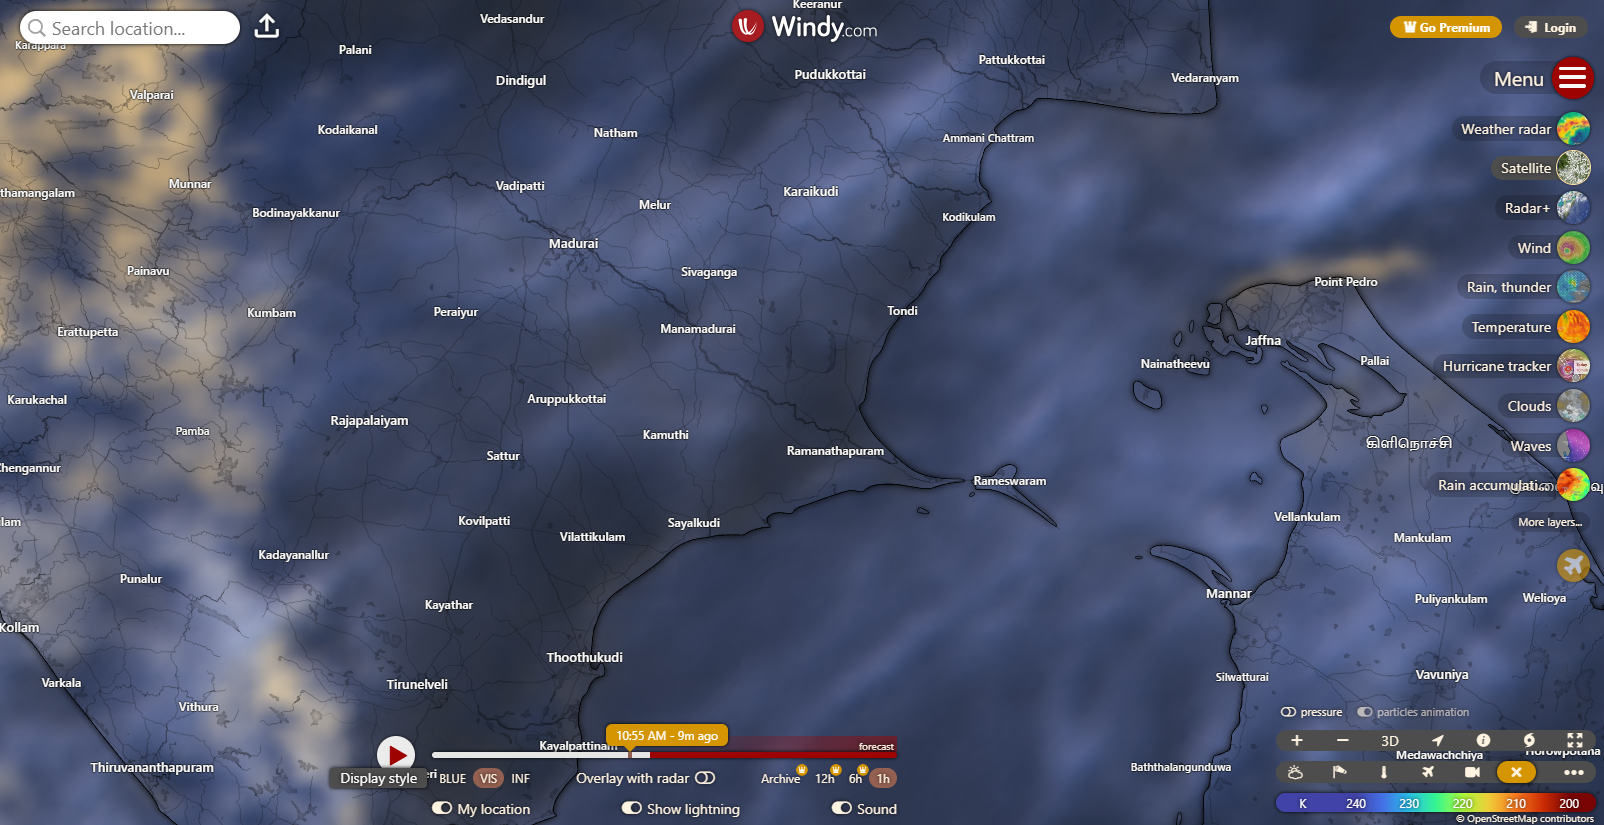 Search location...
Windy.com
Go Premium
Login
Menu
Weather radar
Satellite
Radar+
Wind
Rain, thunder
Temperature
Hurricane tracker
Clouds
Waves
Rain accumulati
More layers...
Keeranur
Vedasandur
Karappara
Palani
Pattukkottai
Pudukkottai
Vedaranyam
Dindigul
Valparai
Kodaikanal
Natham
Ammani Chattram
Munnar
Vadipatti
Karaikudi
thamangalam
Melur
Bodinayakkanur
Kodikulam
Madurai
Painavu
Sivaganga
Point Pedro
Kumbam
Peraiyur
Tondi
Erattupetta
Manamadurai
Jaffna
Nainatheevu
Pallai
Karukachal
Aruppukkottai
Rajapalaiyam
Pamba
Kamuthi
கிளிநொச்சி
Sattur
Ramanathapuram
Chengannur
Rameswaram
lam
Kovilpatti
Sayalkudi
Vellankulam
Vilattikulam
Mankulam
Kadayanallur
Punalur
Mannar
Puliyankulam
Welioya
Kayathar
Kollam
Thoothukudi
Varkala
Tirunelveli
Silwatturai
Vavuniya
Vithura
Kayalpattinam
Thiruvananthapuram
Baththalangunduwa
Medawachchiya
Horowpotana
10:55 AM - 9m ago
forecast
Display style
eri
BLUE VIS INF
Overlay with radar
Archive 12h 6h 1h
My location
Show lightning
Sound
pressure
particles animation
3D
K 240 230 220 210 200
© OpenStreetMap contributors